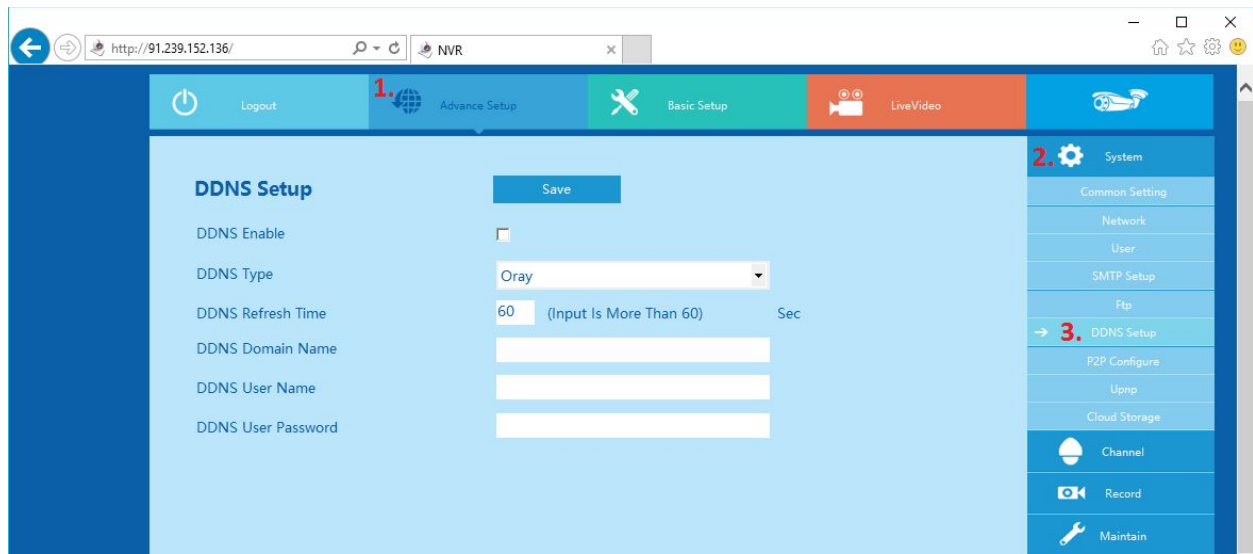 http://91.239.152.136/
NVR
Logout
1.
Advance Setup
Basic Setup
LiveVideo
DDNS Setup
Save
DDNS Enable
DDNS Type
Oray
DDNS Refresh Time
60 (Input Is More Than 60) Sec
DDNS Domain Name
DDNS User Name
DDNS User Password
2. System
Common Setting
Network
User
SMTP Setup
Ftp
3. DDNS Setup
P2P Configure
Upnp
Cloud Storage
Channel
Record
Maintain